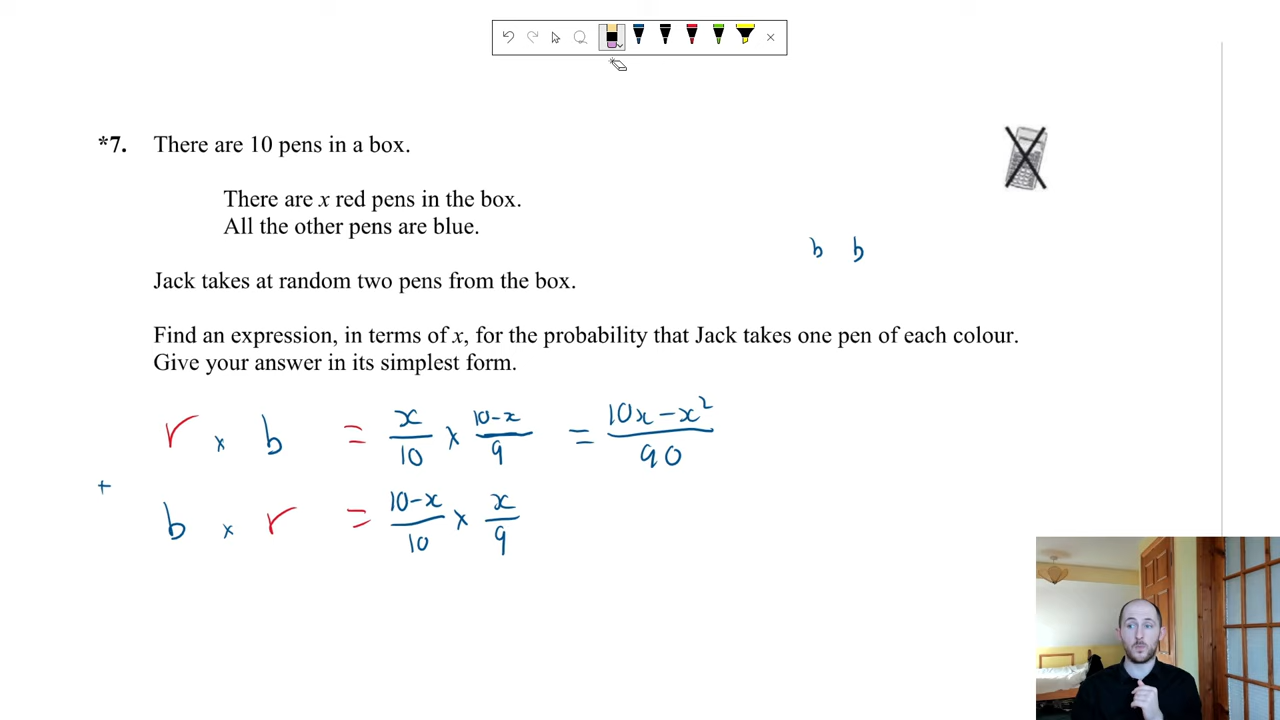 *7. There are 10 pens in a box.
There are x red pens in the box.
All the other pens are blue.
b b
Jack takes at random two pens from the box.
Find an expression, in terms of x, for the probability that Jack takes one pen of each colour.
Give your answer in its simplest form.
r × b = x/10 × 10-x/9 = 10x-x²/90
+
b × r = 10-x/10 × x/9